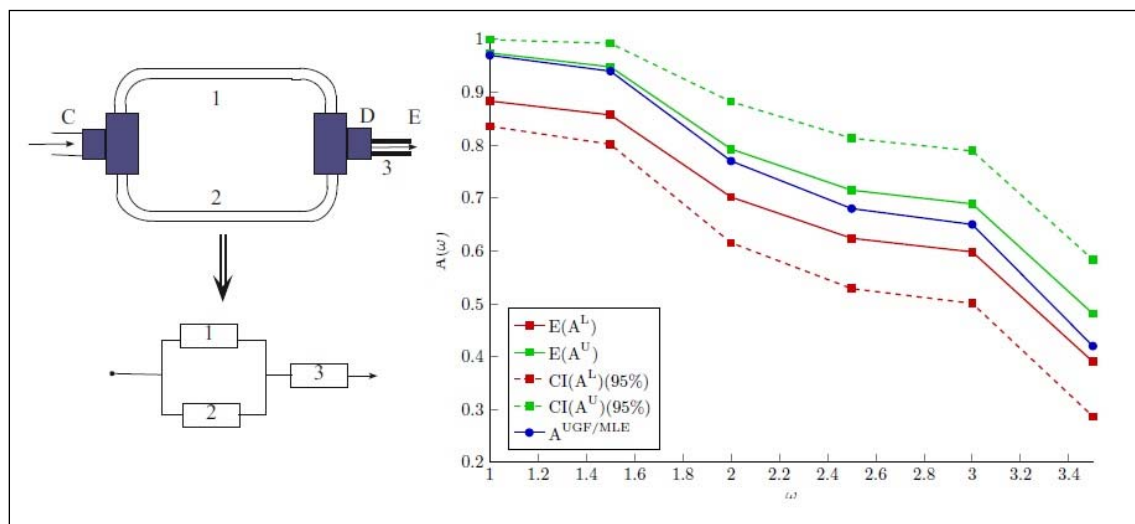 C
1
D
E
3
2
1
2
3
1
0.9
0.8
0.7
0.6
0.5
0.4
0.3
0.2
A(ω)
E(A^L)
E(A^U)
CI(A^L)(95%)
CI(A^U)(95%)
A^UGF/MLE
1 1.2 1.4 1.6 1.8 2 2.2 2.4 2.6 2.8 3 3.2 3.4
ω